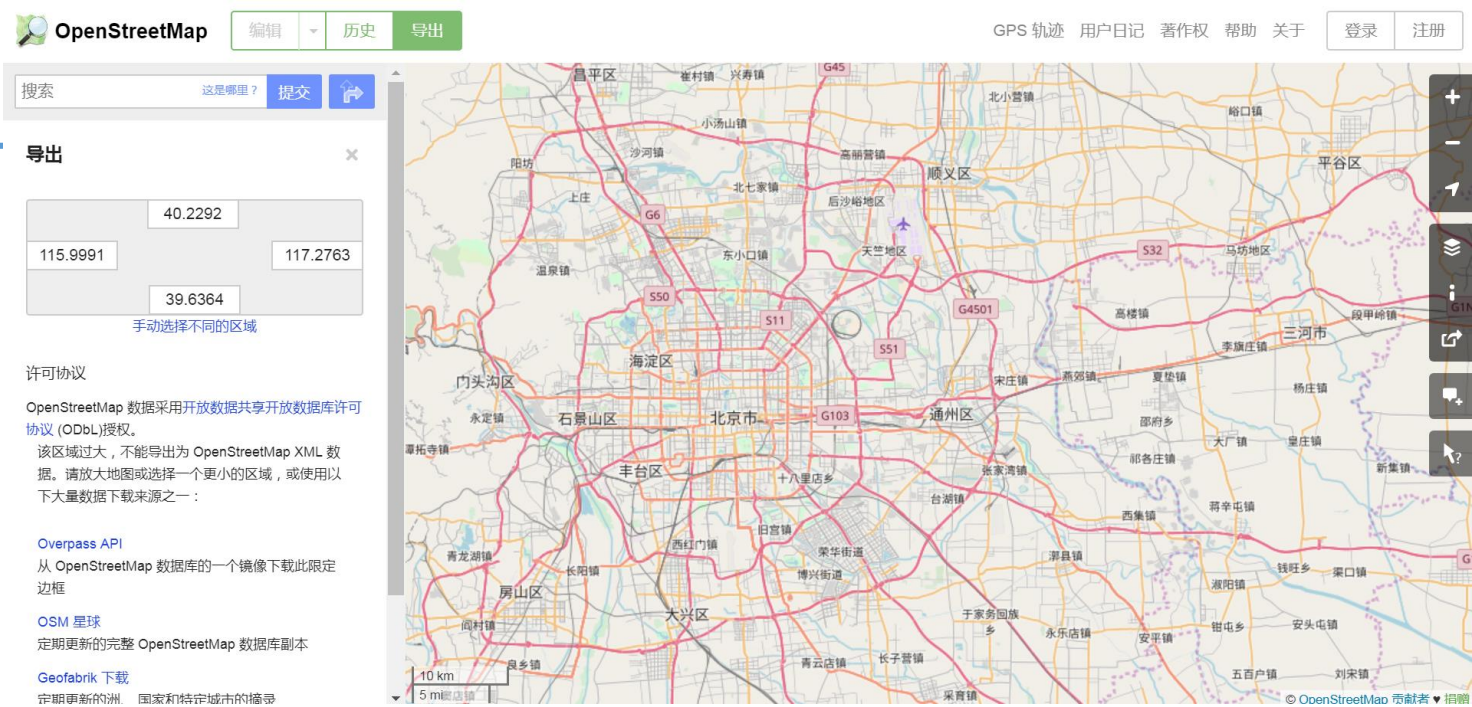 OpenStreetMap
编辑
历史
导出
GPS 轨迹
用户日记
著作权
帮助
关于
登录
注册
搜索
这是哪里？
提交
导出
×
40.2292
115.9991
117.2763
39.6364
手动选择不同的区域
许可协议
OpenStreetMap 数据采用开放数据共享开放数据库许可
协议 (ODbL)授权。
该区域过大，不能导出为 OpenStreetMap XML 数
据。请放大地图或选择一个更小的区域，或使用以
下大量数据下载来源之一：
Overpass API
从 OpenStreetMap 数据库的一个镜像下载此限定
边框
OSM 星球
定期更新的完整 OpenStreetMap 数据库副本
Geofabrik 下载
定期更新的洲、国家和特定城市的摘录
昌平区
崔村镇
兴寿镇
G45
北小营镇
峪口镇
小汤山镇
阳坊
沙河镇
高丽营镇
顺义区
平谷区
上庄
北七家镇
后沙峪地区
G6
东小口镇
天竺地区
S32
马坊地区
温泉镇
S50
S11
G4501
高楼镇
段甲岭镇
G1N
三河市
S51
李旗庄镇
海淀区
门头沟区
宋庄镇
燕郊镇
夏垫镇
杨庄镇
永定镇
石景山区
北京市
G103
通州区
邵府乡
大厂镇
皇庄镇
潭拓寺镇
丰台区
十八里店乡
张家湾镇
祁各庄镇
新集镇
台湖镇
西集镇
蒋辛屯镇
旧宫镇
西红门镇
荣华街道
青龙湖镇
长阳镇
博兴街道
漷县镇
G
钱旺乡
渠口镇
淑阳镇
房山区
大兴区
于家务回族
乡
阎村镇
永乐店镇
安平镇
钳屯乡
安头屯镇
良乡镇
青云店镇
长子营镇
五百户镇
刘宋镇
采育镇
10 km
5 mi
© OpenStreetMap 贡献者 ♥ 捐赠